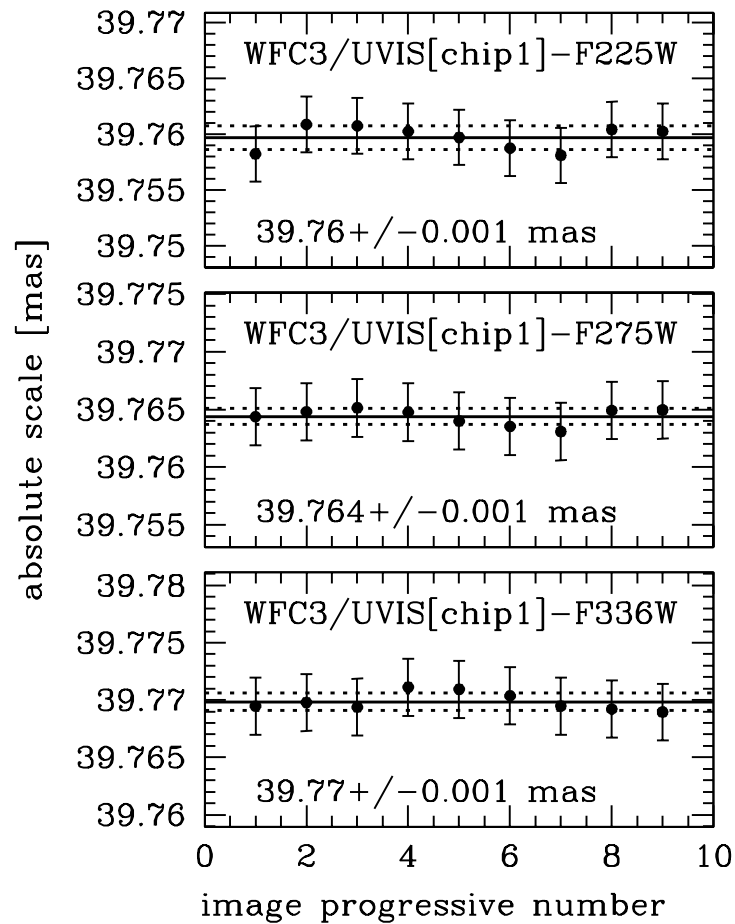 39.77
WFC3/UVIS[chip1]−F225W
39.765
39.76
39.755
39.76+/−0.001 mas
39.75
absolute scale [mas]
39.775
WFC3/UVIS[chip1]−F275W
39.77
39.765
39.76
39.764+/−0.001 mas
39.755
39.78
WFC3/UVIS[chip1]−F336W
39.775
39.77
39.765
39.77+/−0.001 mas
39.76
0 2 4 6 8 10
image progressive number